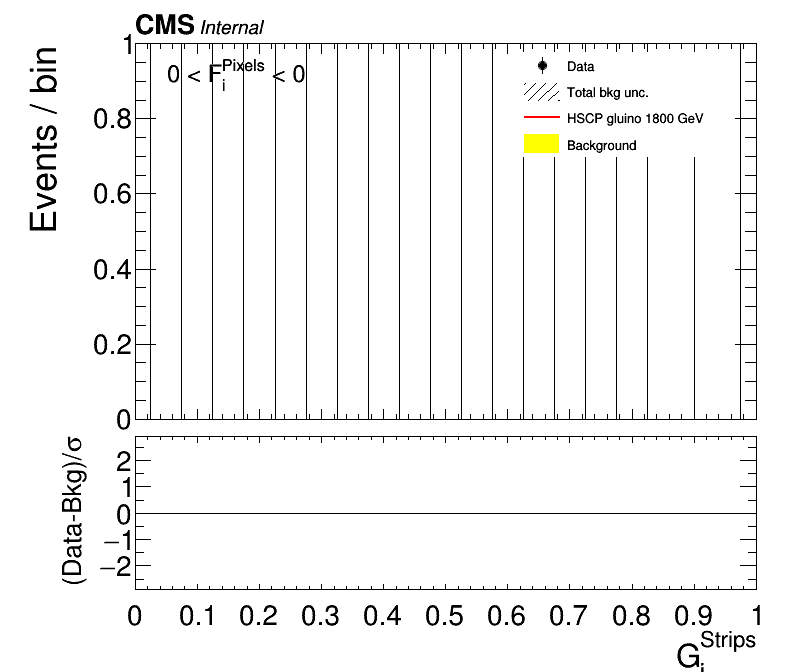 CMS Internal
Events / bin
1
0.8
0.6
0.4
0.2
0
0 < F_i^Pixels < 0
Data
Total bkg unc.
HSCP gluino 1800 GeV
Background
(Data-Bkg)/σ
2
1
0
−1
−2
0 0.1 0.2 0.3 0.4 0.5 0.6 0.7 0.8 0.9 1
G_i^Strips